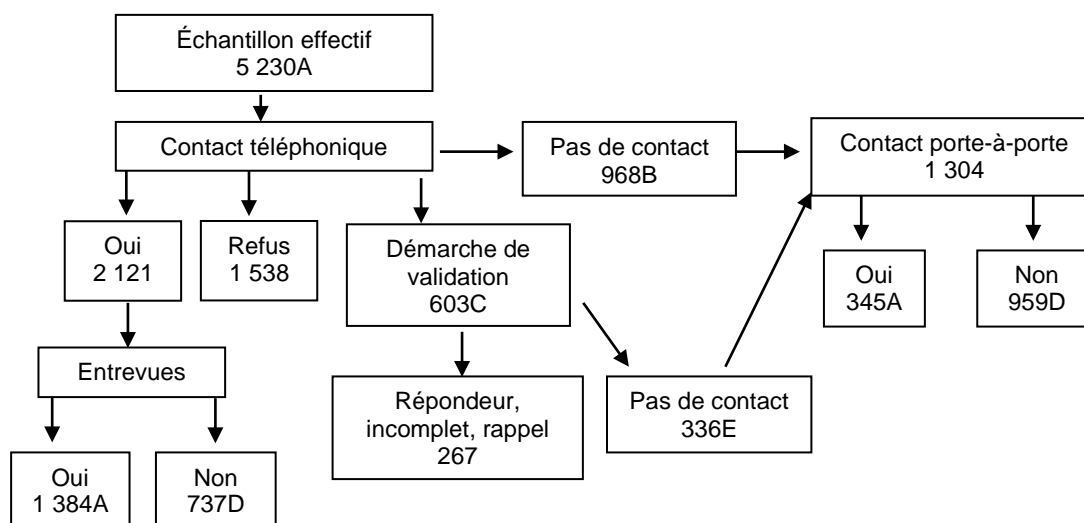 Échantillon effectif
5 230A
Contact téléphonique
Pas de contact
968B
Contact porte-à-porte
1 304
Oui
2 121
Refus
1 538
Démarche de
validation
603C
Oui
345A
Non
959D
Entrevues
Répondeur,
incomplet, rappel
267
Pas de contact
336E
Oui
1 384A
Non
737D